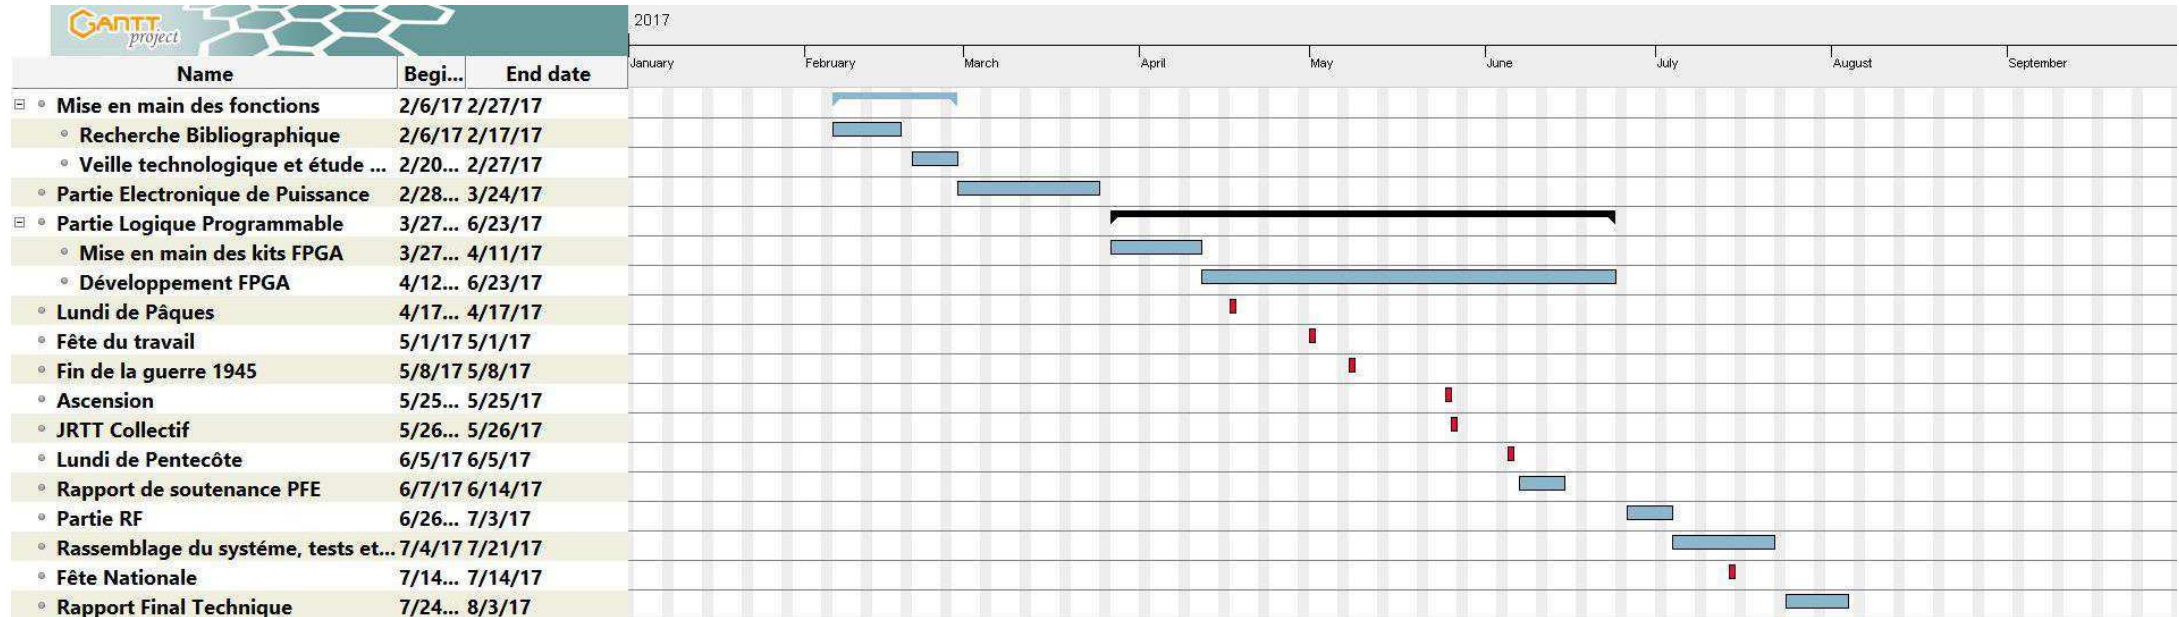 GANTT
project
2017
January February March April May June July August September
Name Begi... End date
Mise en main des fonctions 2/6/17 2/27/17
Recherche Bibliographique 2/6/17 2/17/17
Veille technologique et étude ... 2/20... 2/27/17
Partie Electronique de Puissance 2/28... 3/24/17
Partie Logique Programmable 3/27... 6/23/17
Mise en main des kits FPGA 3/27... 4/11/17
Développement FPGA 4/12... 6/23/17
Lundi de Pâques 4/17... 4/17/17
Fête du travail 5/1/17 5/1/17
Fin de la guerre 1945 5/8/17 5/8/17
Ascension 5/25... 5/25/17
JRTT Collectif 5/26... 5/26/17
Lundi de Pentecôte 6/5/17 6/5/17
Rapport de soutenance PFE 6/7/17 6/14/17
Partie RF 6/26... 7/3/17
Rassemblage du systéme, tests et... 7/4/17 7/21/17
Fête Nationale 7/14... 7/14/17
Rapport Final Technique 7/24... 8/3/17